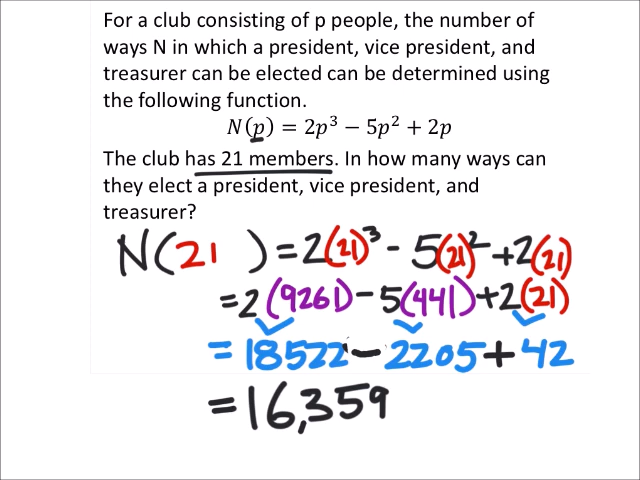 For a club consisting of p people, the number of
ways N in which a president, vice president, and
treasurer can be elected can be determined using
the following function.
N(p) = 2p³ − 5p² + 2p
The club has 21 members. In how many ways can
they elect a president, vice president, and
treasurer?
N(21 ) = 2(21)³ - 5(21)² + 2(21)
= 2(9261) - 5(441) + 2(21)
= 18522 - 2205 + 42
= 16,359